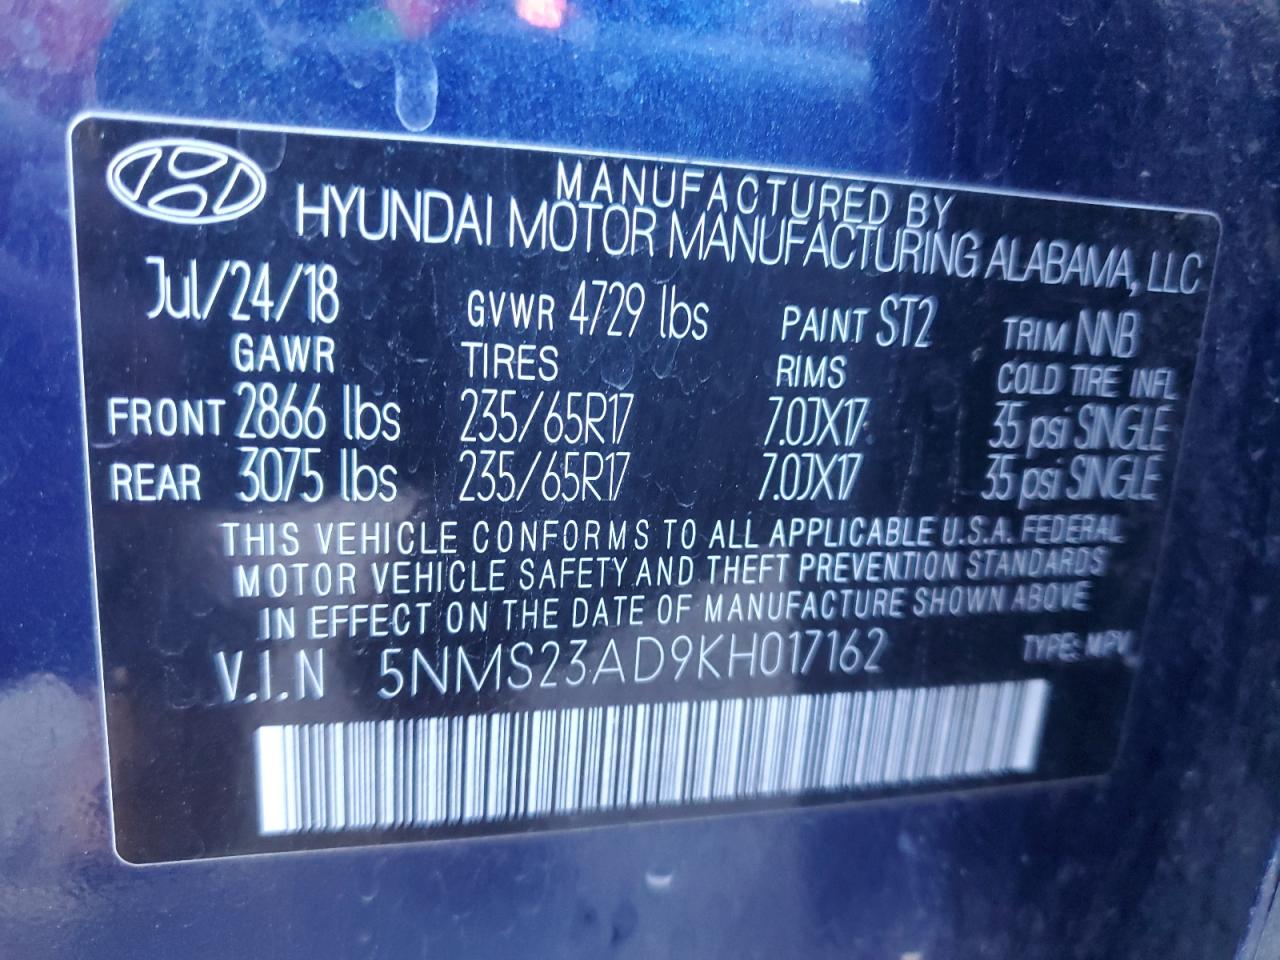 MANUFACTURED BY
HYUNDAI MOTOR MANUFACTURING ALABAMA, LLC
Jul/24/18 GVWR 4729 lbs PAINT ST2 TRIM NNB
GAWR TIRES RIMS COLD TIRE INFL
FRONT 2866 lbs 235/65R17 7.0JX17 35 psi SINGLE
REAR 3075 lbs 235/65R17 7.0JX17 35 psi SINGLE
THIS VEHICLE CONFORMS TO ALL APPLICABLE U.S.A. FEDERAL
MOTOR VEHICLE SAFETY AND THEFT PREVENTION STANDARDS
IN EFFECT ON THE DATE OF MANUFACTURE SHOWN ABOVE
V.I.N 5NMS23AD9KH017162 TYPE: MPV